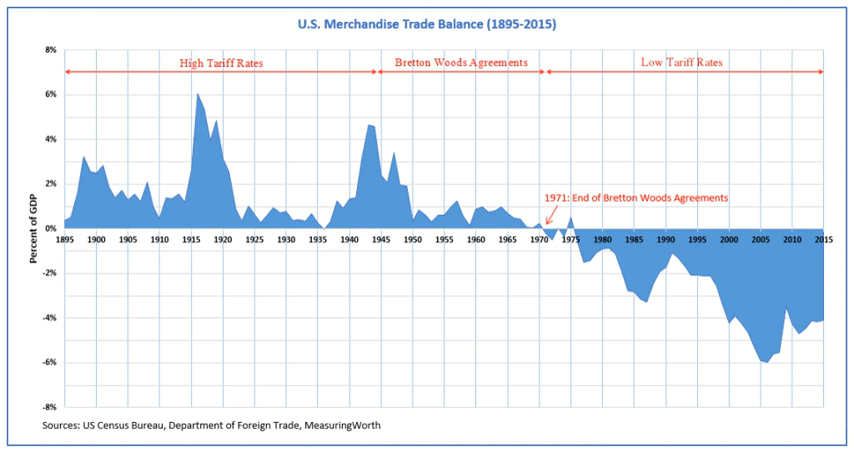 U.S. Merchandise Trade Balance (1895-2015)
8%
High Tariff Rates Bretton Woods Agreements Low Tariff Rates
6%
4%
2%
1971: End of Bretton Woods Agreements
0%
1895 1900 1905 1910 1915 1920 1925 1930 1935 1940 1945 1950 1955 1960 1965 1970 1975 1980 1985 1990 1995 2000 2005 2010 2015
Percent of GDP
-2%
-4%
-6%
-8%
Sources: US Census Bureau, Department of Foreign Trade, MeasuringWorth